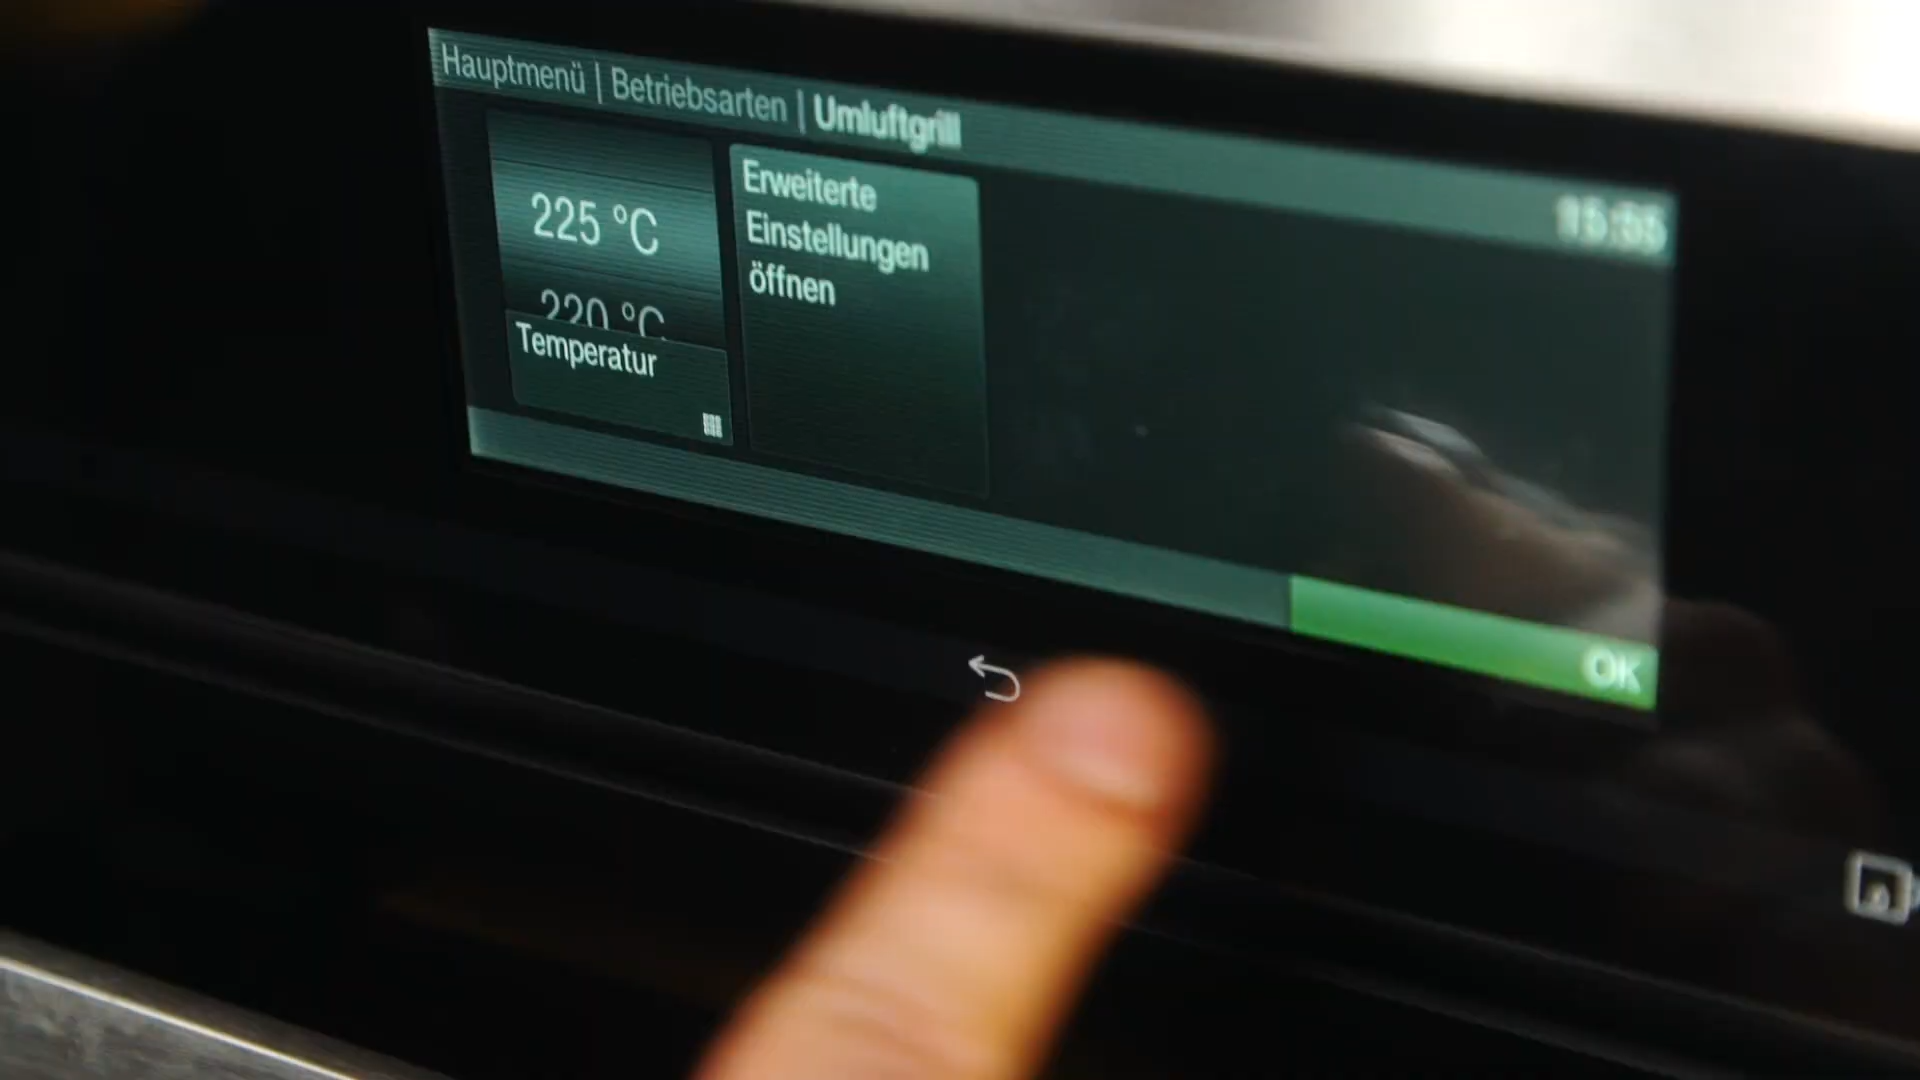 Hauptmenü | Betriebsarten | Umluftgrill
225 °C
220 °C
Temperatur
Erweiterte
Einstellungen
öffnen
OK